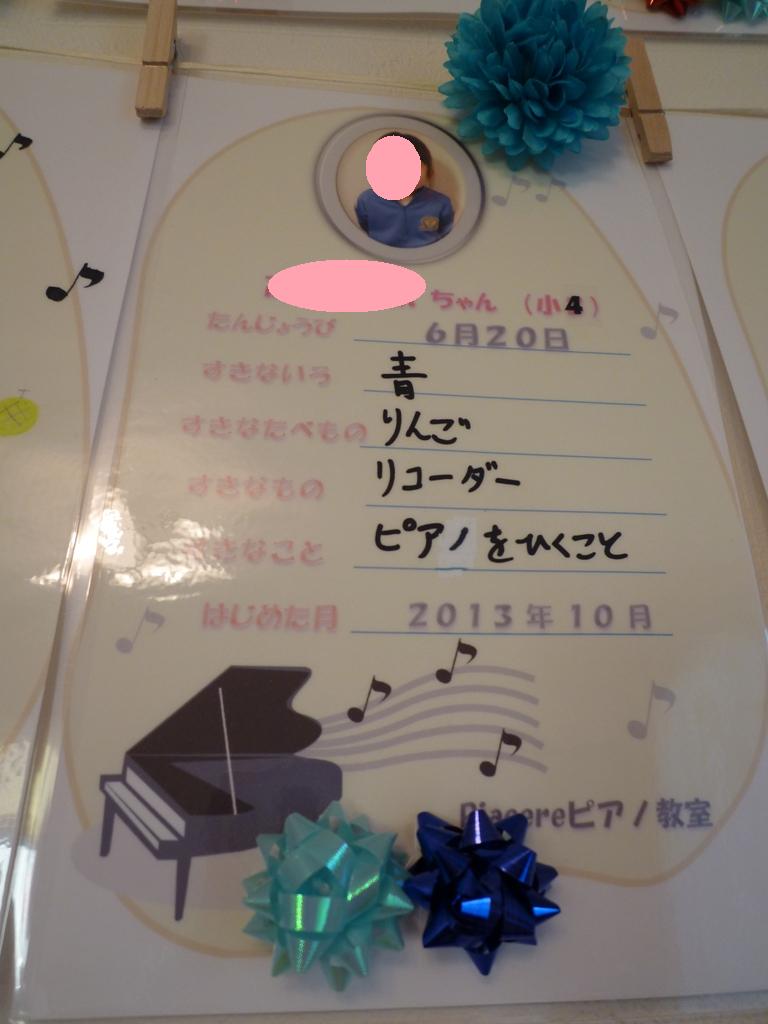 ちゃん （小4）
たんじょうび 6月20日
すきないろ 青
すきなたべもの りんご
すきなもの リコーダー
すきなこと ピアノをひくこと
はじめた月 2013年10月
Piacereピアノ教室